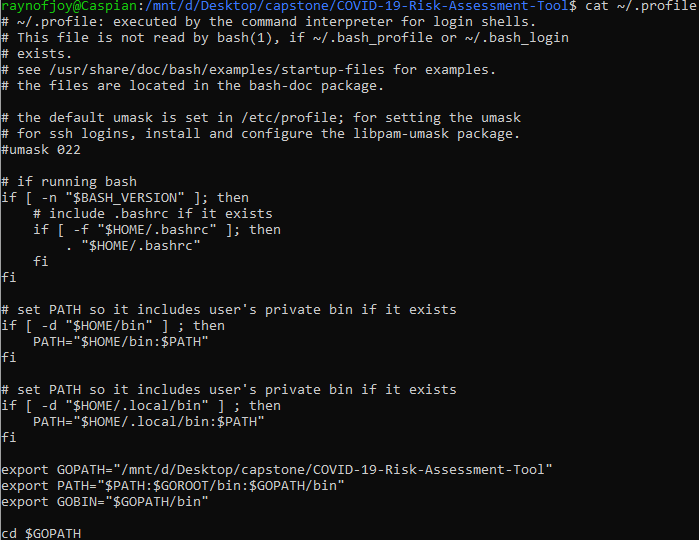 raynofjoy@Caspian:/mnt/d/Desktop/capstone/COVID-19-Risk-Assessment-Tool$ cat ~/.profile
# ~/.profile: executed by the command interpreter for login shells.
# This file is not read by bash(1), if ~/.bash_profile or ~/.bash_login
# exists.
# see /usr/share/doc/bash/examples/startup-files for examples.
# the files are located in the bash-doc package.

# the default umask is set in /etc/profile; for setting the umask
# for ssh logins, install and configure the libpam-umask package.
#umask 022

# if running bash
if [ -n "$BASH_VERSION" ]; then
    # include .bashrc if it exists
    if [ -f "$HOME/.bashrc" ]; then
        . "$HOME/.bashrc"
    fi
fi

# set PATH so it includes user's private bin if it exists
if [ -d "$HOME/bin" ] ; then
    PATH="$HOME/bin:$PATH"
fi

# set PATH so it includes user's private bin if it exists
if [ -d "$HOME/.local/bin" ] ; then
    PATH="$HOME/.local/bin:$PATH"
fi

export GOPATH="/mnt/d/Desktop/capstone/COVID-19-Risk-Assessment-Tool"
export PATH="$PATH:$GOROOT/bin:$GOPATH/bin"
export GOBIN="$GOPATH/bin"

cd $GOPATH